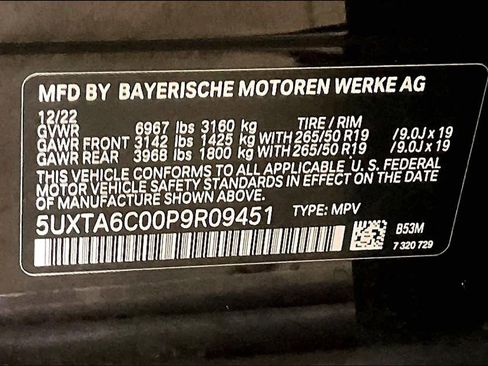 MFD BY BAYERISCHE MOTOREN WERKE AG
12/22
GVWR 6967 lbs 3160 kg TIRE / RIM
GAWR FRONT 3142 lbs 1425 kg WITH 265/50 R19 /9.0J x 19
GAWR REAR 3968 lbs 1800 kg WITH 265/50 R19 /9.0J x 19
THIS VEHICLE CONFORMS TO ALL APPLICABLE U. S. FEDERAL
MOTOR VEHICLE SAFETY STANDARDS IN EFFECT ON THE DATE
OF MANUFACTURE SHOWN ABOVE.
5UXTA6C00P9R09451 TYPE: MPV
B53M
7 320 729